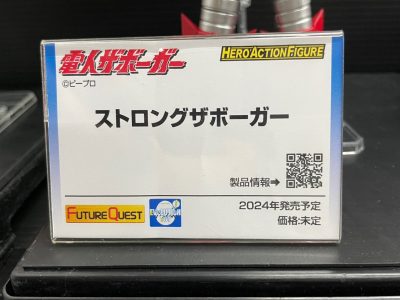 電人ザボーガー
HERO ACTION FIGURE
©ピープロ
ストロングザボーガー
製品情報→
FUTURE QUEST
EVOLUTION
2024年発売予定
価格:未定